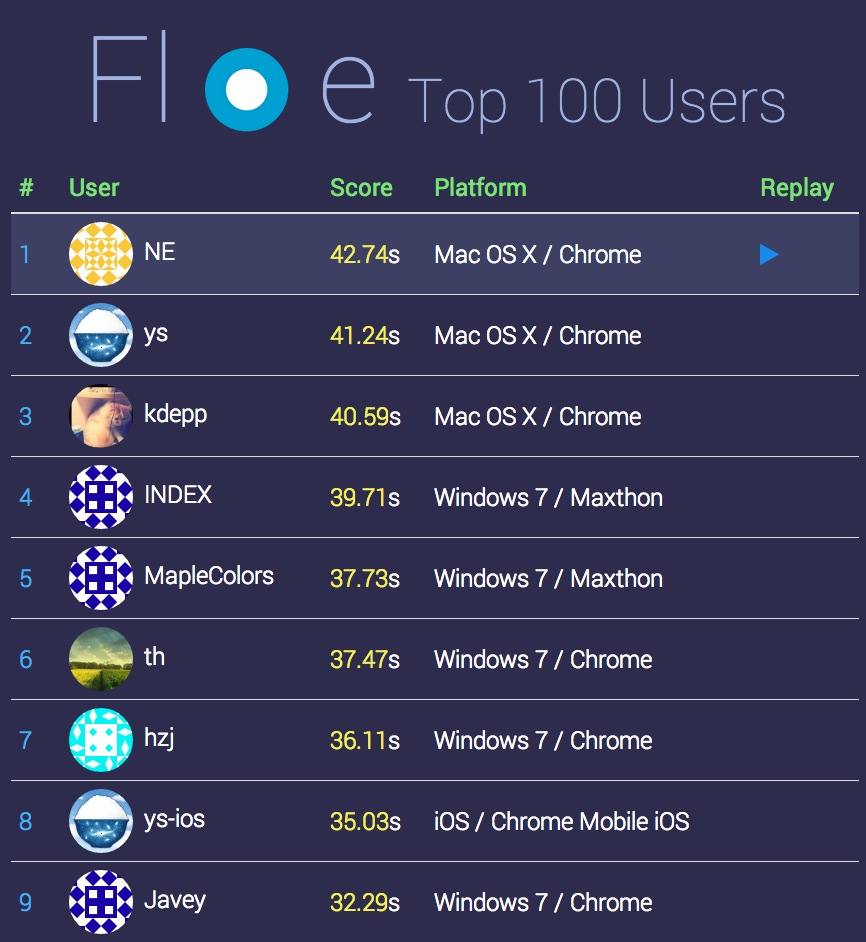 Floe Top 100 Users
# User Score Platform Replay
1 NE 42.74s Mac OS X / Chrome
2 ys 41.24s Mac OS X / Chrome
3 kdepp 40.59s Mac OS X / Chrome
4 INDEX 39.71s Windows 7 / Maxthon
5 MapleColors 37.73s Windows 7 / Maxthon
6 th 37.47s Windows 7 / Chrome
7 hzj 36.11s Windows 7 / Chrome
8 ys-ios 35.03s iOS / Chrome Mobile iOS
9 Javey 32.29s Windows 7 / Chrome